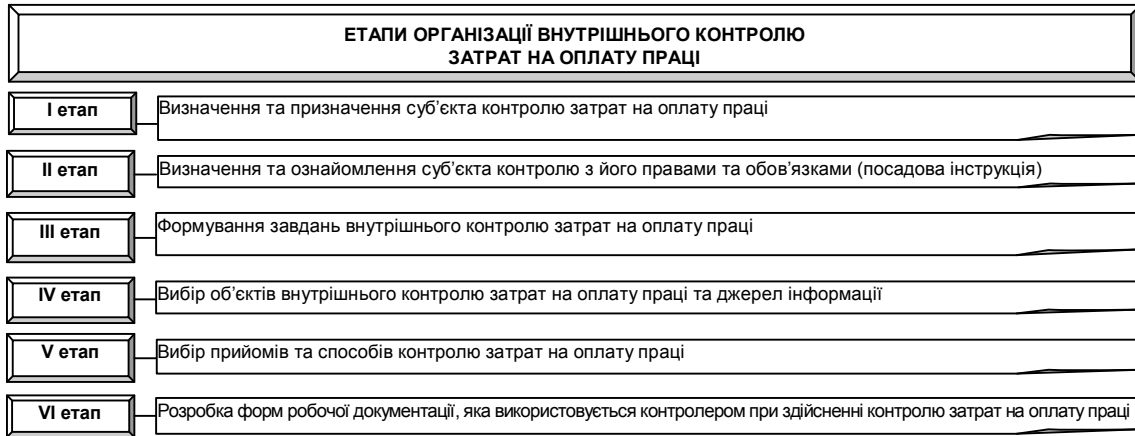 ЕТАПИ ОРГАНІЗАЦІЇ ВНУТРІШНЬОГО КОНТРОЛЮ
ЗАТРАТ НА ОПЛАТУ ПРАЦІ
І етап
Визначення та призначення суб’єкта контролю затрат на оплату праці
ІІ етап
Визначення та ознайомлення суб’єкта контролю з його правами та обов’язками (посадова інструкція)
ІІІ етап
Формування завдань внутрішнього контролю затрат на оплату праці
IV етап
Вибір об’єктів внутрішнього контролю затрат на оплату праці та джерел інформації
V етап
Вибір прийомів та способів контролю затрат на оплату праці
VI етап
Розробка форм робочої документації, яка використовується контролером при здійсненні контролю затрат на оплату праці